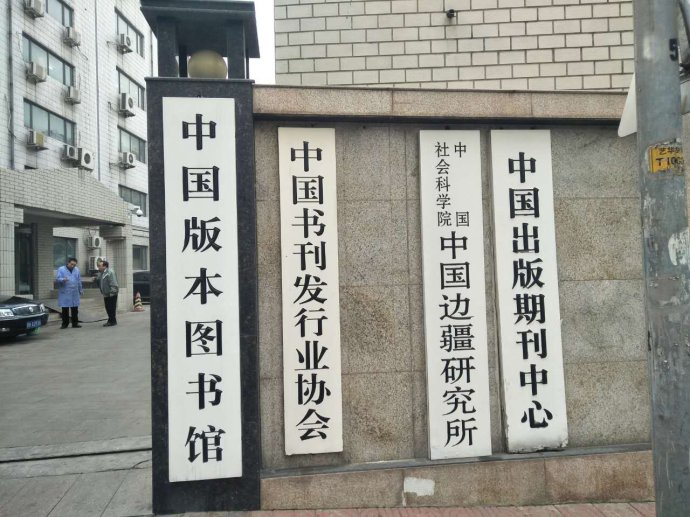 中国版本图书馆
中国书刊发行业协会
中国
社会科学院
中国边疆研究所
中国出版期刊中心